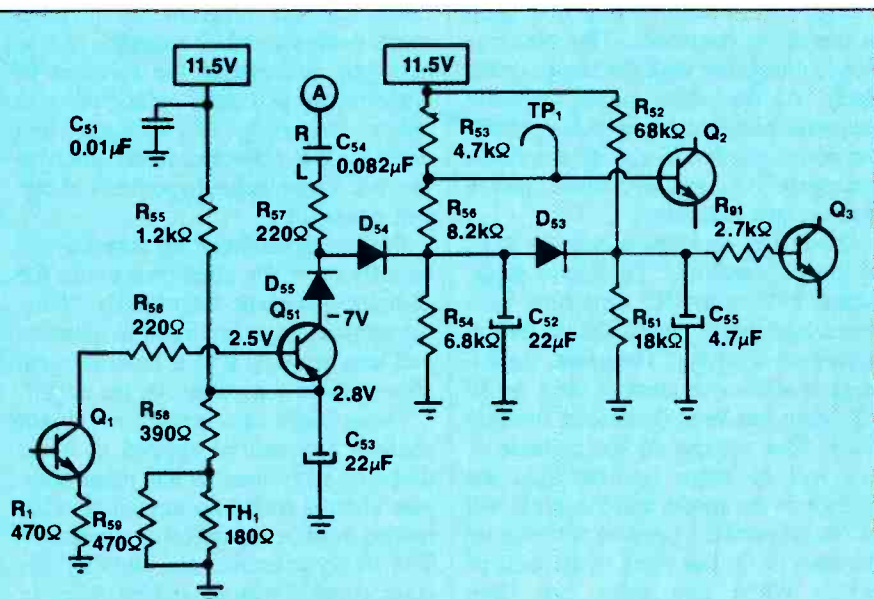 11.5V
11.5V
A
C51
0.01µF
R
C54
0.082µF
L
R53
4.7kΩ
TP1
R52
68kΩ
Q2
R55
1.2kΩ
R57
220Ω
D54
R56
8.2kΩ
D53
Q3
R91
2.7kΩ
D55
Q51
-7V
R56
220Ω
2.5V
2.8V
R54
6.8kΩ
C52
22µF
R51
18kΩ
C55
4.7µF
Q1
R58
390Ω
C53
22µF
R1
470Ω
R59
470Ω
TH1
180Ω